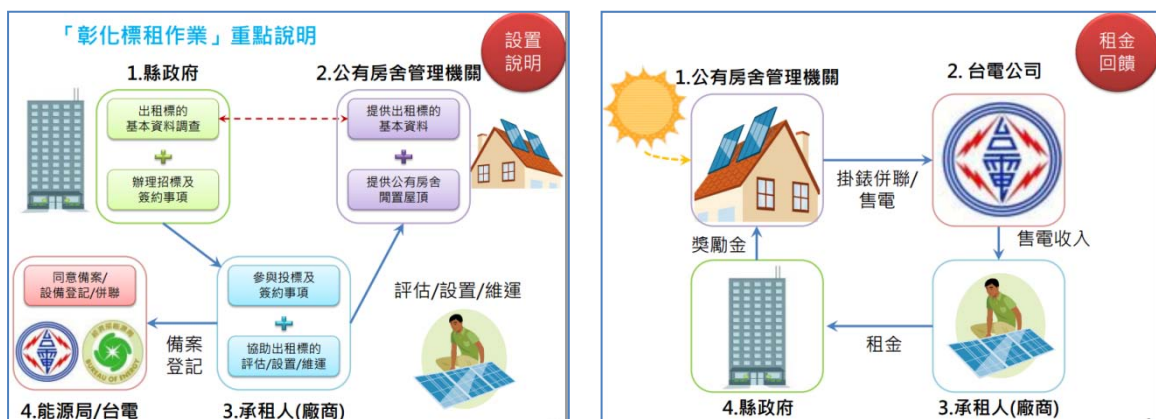 「彰化標租作業」重點說明
設置
說明
1.縣政府
出租標的
基本資料調查
辦理招標及
簽約事項
2.公有房舍管理機關
提供出租標的
基本資料
提供公有房舍
閒置屋頂
同意備案/
設備登記/併聯
台電
BUREAU OF ENERGY
4.能源局/台電
備案
登記
參與投標及
簽約事項
協助出租標的
評估/設置/維運
3.承租人(廠商)
評估/設置/維運
租金
回饋
1.公有房舍管理機關
2. 台電公司
台電
掛錶併聯/
售電
獎勵金
售電收入
租金
4.縣政府
3.承租人(廠商)